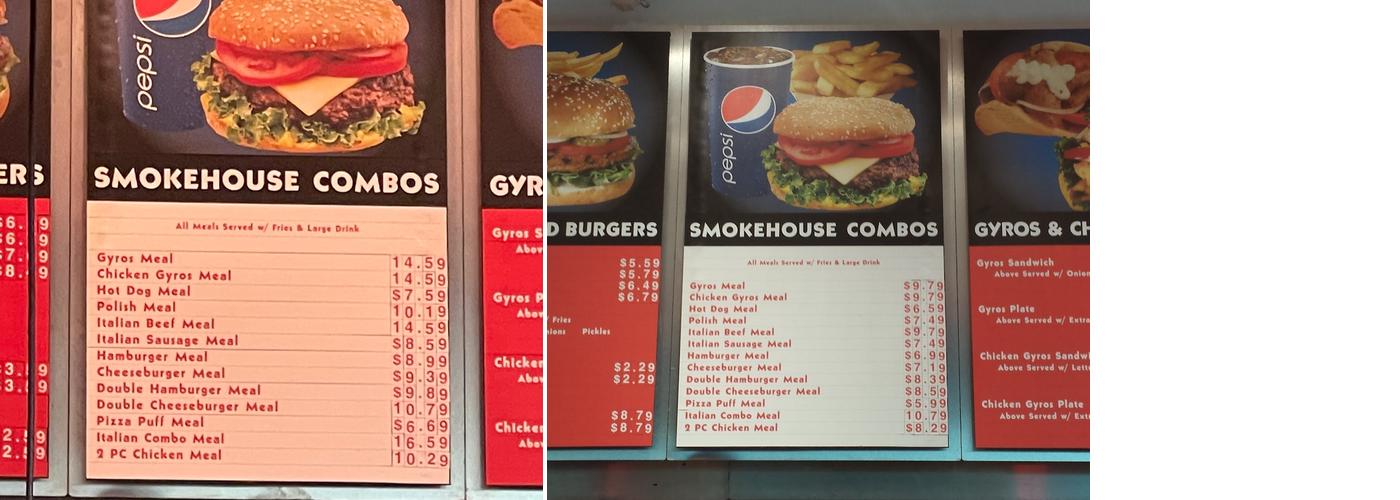 pepsi
SMOKEHOUSE COMBOS
All Meals Served w/ Fries & Large Drink
Gyros Meal 14.59
Chicken Gyros Meal 14.59
Hot Dog Meal $7.59
Polish Meal 10.19
Italian Beef Meal 14.59
Italian Sausage Meal $8.59
Hamburger Meal $8.99
Cheeseburger Meal $9.39
Double Hamburger Meal $9.89
Double Cheeseburger Meal 10.79
Pizza Puff Meal $6.69
Italian Combo Meal 16.59
2 PC Chicken Meal 10.29
Gyros S
Abov
Gyros P
Abov
Chicken
Abov
Chicken
Abov
D BURGERS
$5.59
$5.79
$6.49
$6.79
/ Fries
Pickles
$2.29
$2.29
$8.79
$8.79
pepsi
SMOKEHOUSE COMBOS
All Meals Served w/ Fries & Large Drink
Gyros Meal $9.79
Chicken Gyros Meal $9.79
Hot Dog Meal $6.59
Polish Meal $7.49
Italian Beef Meal $9.79
Italian Sausage Meal $7.49
Hamburger Meal $6.99
Cheeseburger Meal $7.19
Double Hamburger Meal $8.39
Double Cheeseburger Meal $8.59
Pizza Puff Meal $5.99
Italian Combo Meal 10.79
2 PC Chicken Meal $8.29
GYROS & CH
Gyros Sandwich
Above Served w/ Onion
Gyros Plate
Above Served w/ Extra
Chicken Gyros Sandwi
Above Served w/ Lett
Chicken Gyros Plate
Above Served w/ Ext